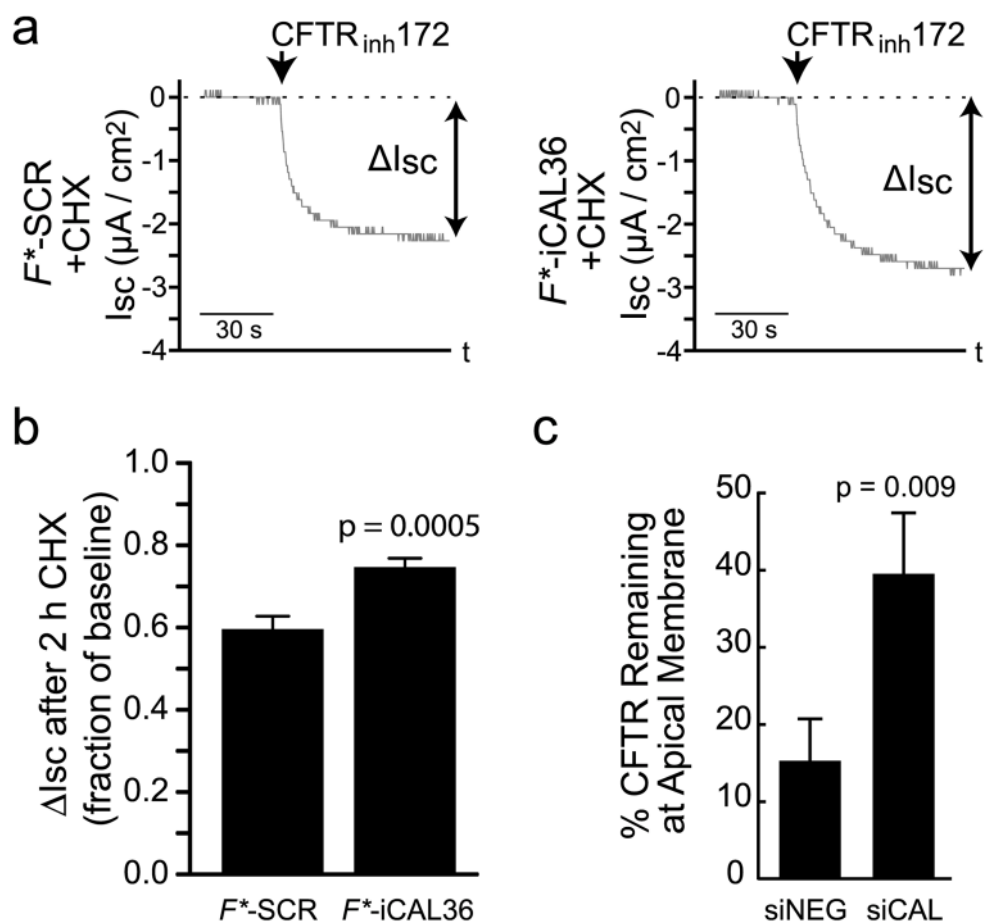 a
CFTRinh172
0
-1
-2
-3
-4
F*-SCR
+CHX
Isc (µA / cm²)
ΔIsc
30 s
t
CFTRinh172
0
-1
-2
-3
-4
F*-iCAL36
+CHX
Isc (µA / cm²)
ΔIsc
30 s
t
b
1.0
0.8
0.6
0.4
0.2
0.0
ΔIsc after 2 h CHX
(fraction of baseline)
p = 0.0005
F*-SCR F*-iCAL36
c
50
40
30
20
10
0
% CFTR Remaining
at Apical Membrane
p = 0.009
siNEG siCAL